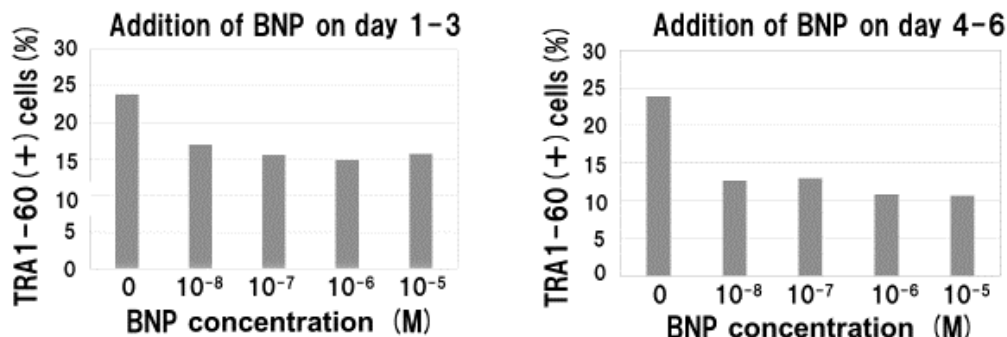 Addition of BNP on day 1-3
TRA1-60 (+) cells (%)
30
25
20
15
10
5
0
0 10⁻⁸ 10⁻⁷ 10⁻⁶ 10⁻⁵
BNP concentration (M)
Addition of BNP on day 4-6
TRA1-60 (+) cells (%)
30
25
20
15
10
5
0
0 10⁻⁸ 10⁻⁷ 10⁻⁶ 10⁻⁵
BNP concentration (M)